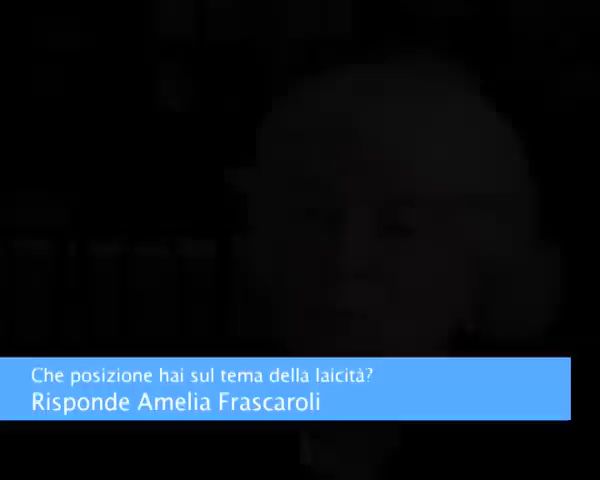 Che posizione hai sul tema della laicità?
Risponde Amelia Frascaroli